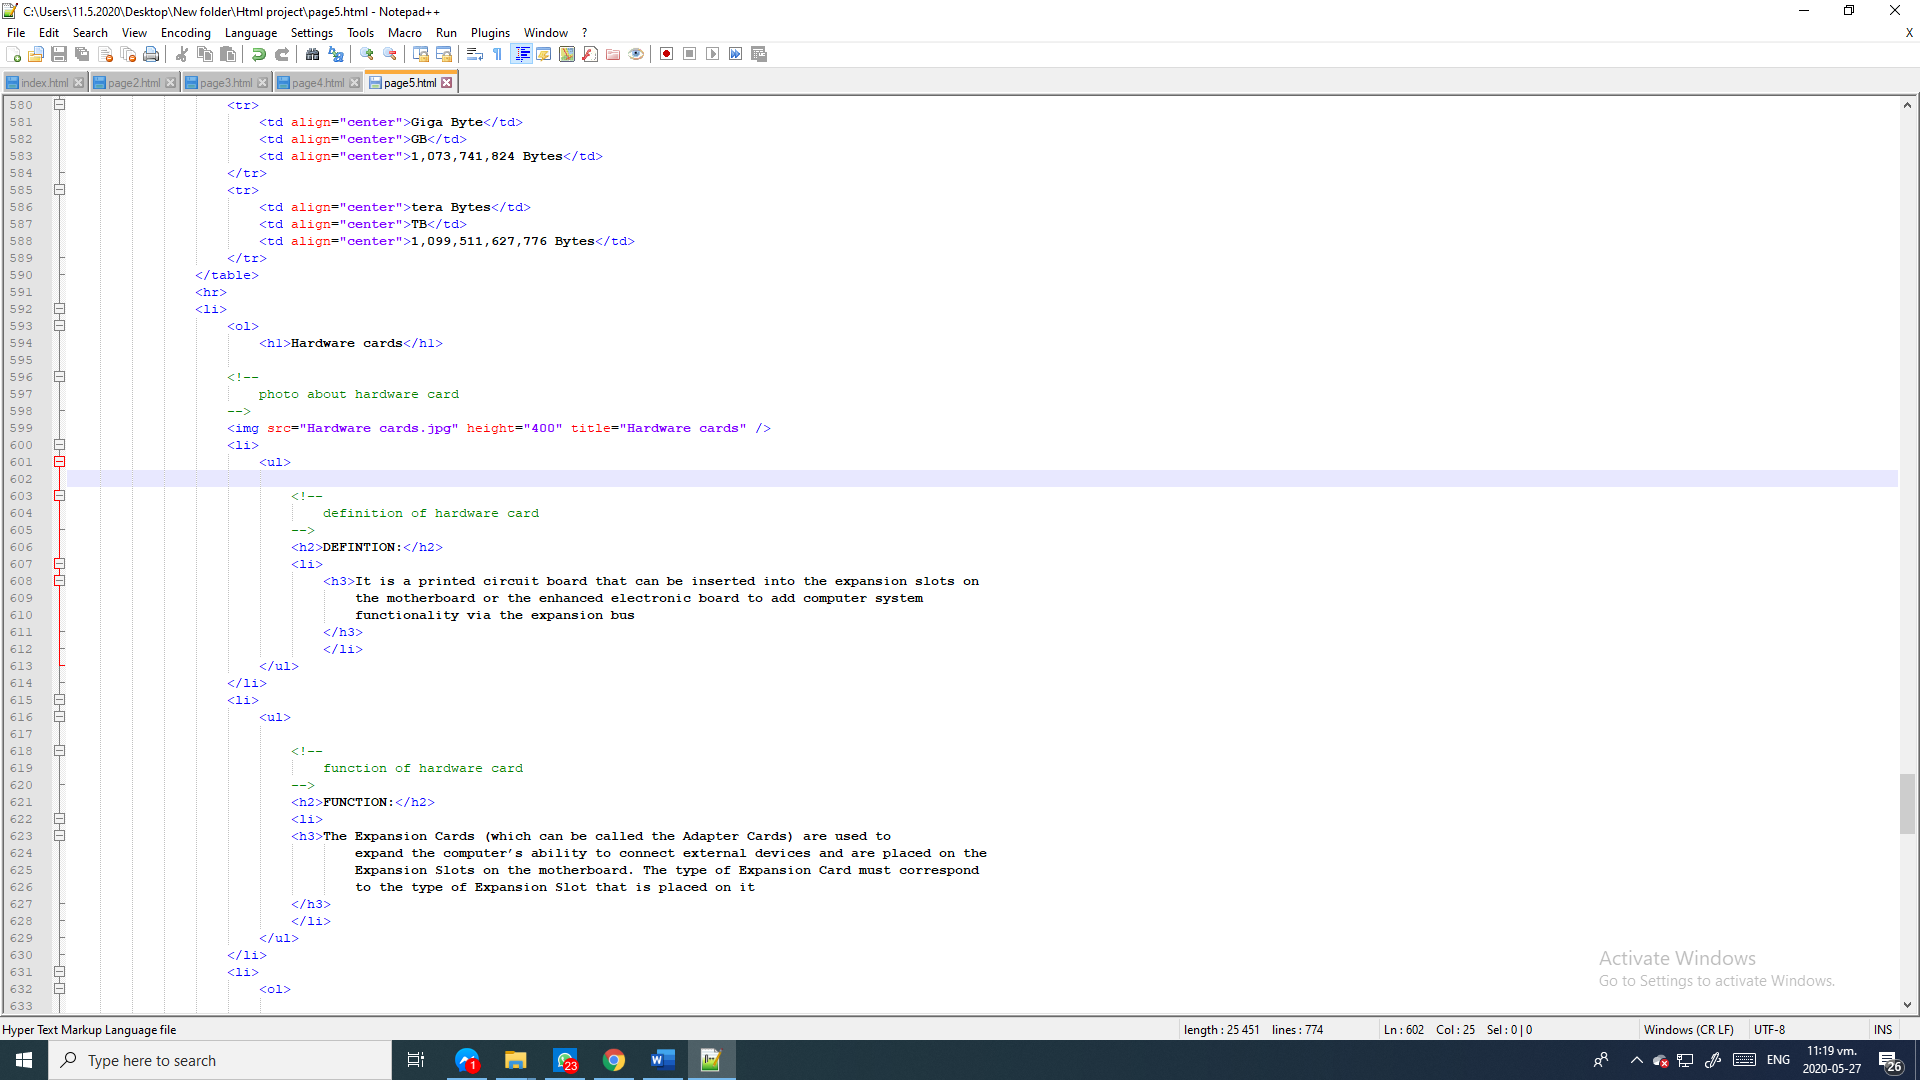 C:\Users\11.5.2020\Desktop\New folder\Html project\page5.html - Notepad++
File Edit Search View Encoding Language Settings Tools Macro Run Plugins Window ? X
index.html page2.html page3.html page4.html page5.html
580 <tr>
581 <td align="center">Giga Byte</td>
582 <td align="center">GB</td>
583 <td align="center">1,073,741,824 Bytes</td>
584 </tr>
585 <tr>
586 <td align="center">tera Bytes</td>
587 <td align="center">TB</td>
588 <td align="center">1,099,511,627,776 Bytes</td>
589 </tr>
590 </table>
591 <hr>
592 <li>
593 <ol>
594 <h1>Hardware cards</h1>
595
596 <!--
597 photo about hardware card
598 -->
599 <img src="Hardware cards.jpg" height="400" title="Hardware cards" />
600 <li>
601 <ul>
602
603 <!--
604 definition of hardware card
605 -->
606 <h2>DEFINTION:</h2>
607 <li>
608 <h3>It is a printed circuit board that can be inserted into the expansion slots on
609 the motherboard or the enhanced electronic board to add computer system
610 functionality via the expansion bus
611 </h3>
612 </li>
613 </ul>
614 </li>
615 <li>
616 <ul>
617
618 <!--
619 function of hardware card
620 -->
621 <h2>FUNCTION:</h2>
622 <li>
623 <h3>The Expansion Cards (which can be called the Adapter Cards) are used to
624 expand the computer’s ability to connect external devices and are placed on the
625 Expansion Slots on the motherboard. The type of Expansion Card must correspond
626 to the type of Expansion Slot that is placed on it
627 </h3>
628 </li>
629 </ul>
630 </li>
631 <li>
632 <ol>
633
Activate Windows
Go to Settings to activate Windows.
Hyper Text Markup Language file length : 25 451 lines : 774 Ln : 602 Col : 25 Sel : 0 | 0 Windows (CR LF) UTF-8 INS
Type here to search 1 23 ENG 11:19 vm. 26
2020-05-27